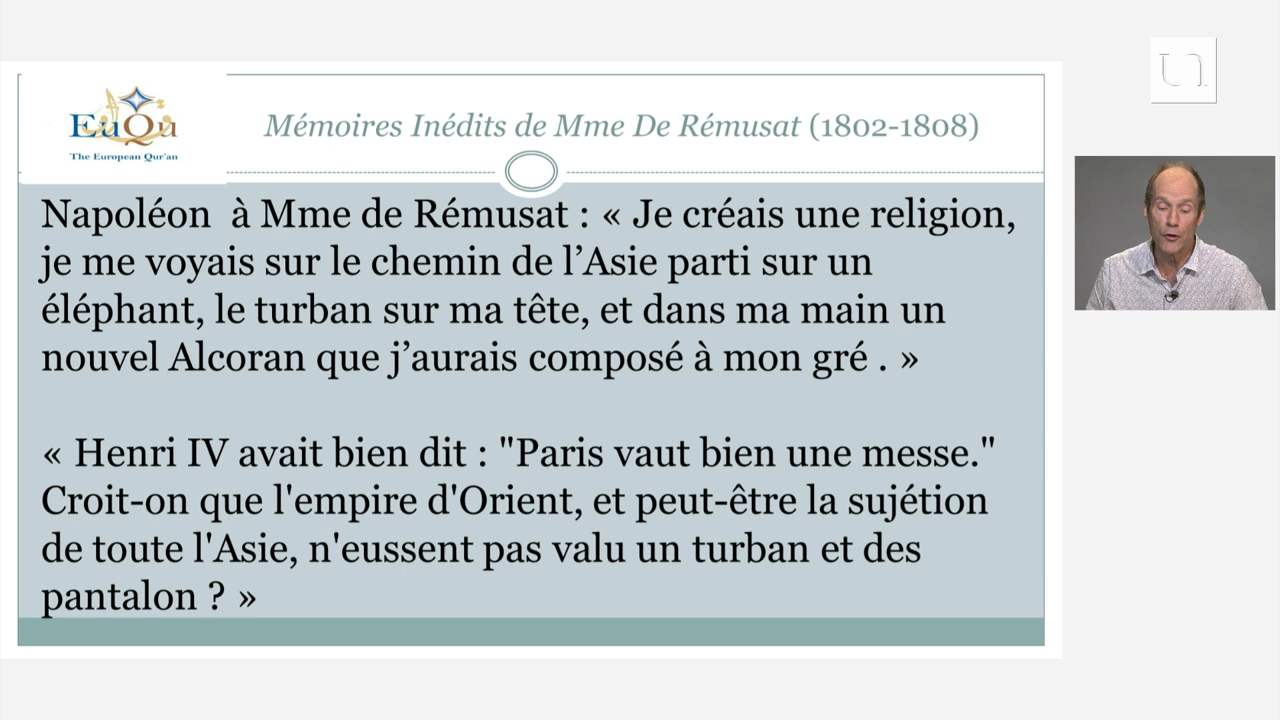 EuQu
The European Qur'an
Mémoires Inédits de Mme De Rémusat (1802-1808)
Napoléon  à Mme de Rémusat : « Je créais une religion,
je me voyais sur le chemin de l’Asie parti sur un
éléphant, le turban sur ma tête, et dans ma main un
nouvel Alcoran que j’aurais composé à mon gré . »
« Henri IV avait bien dit : "Paris vaut bien une messe."
Croit-on que l'empire d'Orient, et peut-être la sujétion
de toute l'Asie, n'eussent pas valu un turban et des
pantalon ? »